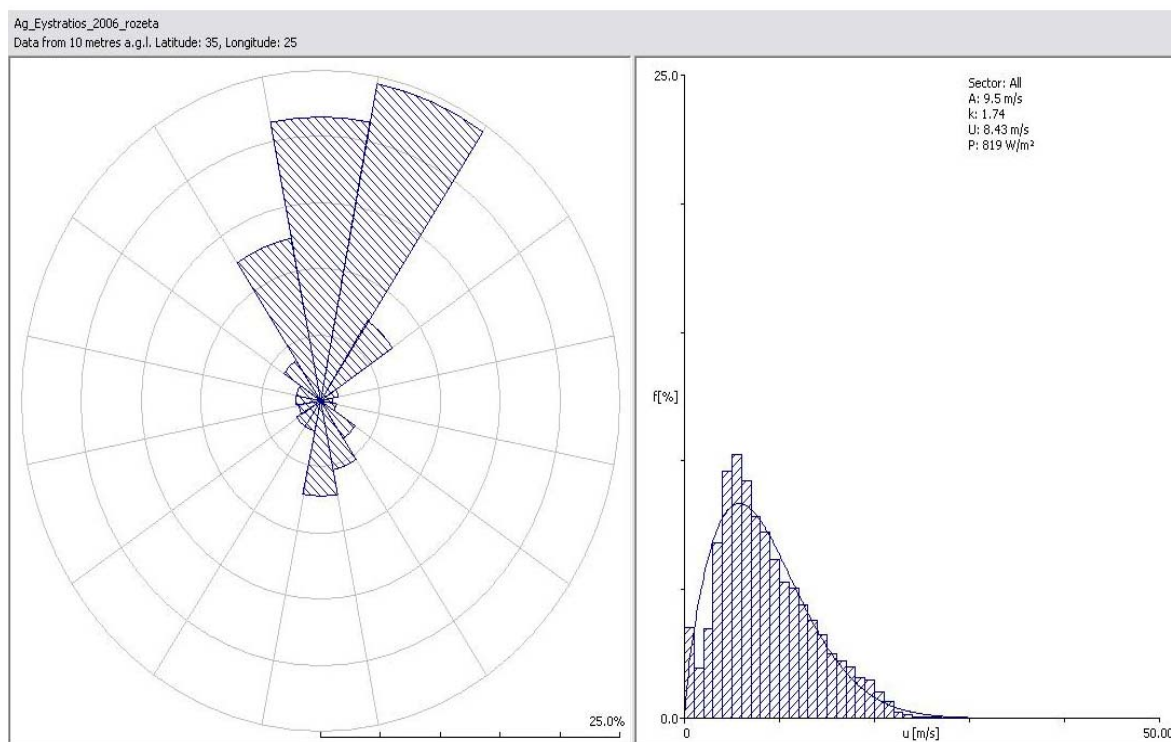 Ag_Eystratios_2006_rozeta
Data from 10 metres a.g.l. Latitude: 35, Longitude: 25
25.0%
25.0
Sector: All
A: 9.5 m/s
k: 1.74
U: 8.43 m/s
P: 819 W/m²
f[%]
0.0
0
u [m/s]
50.00